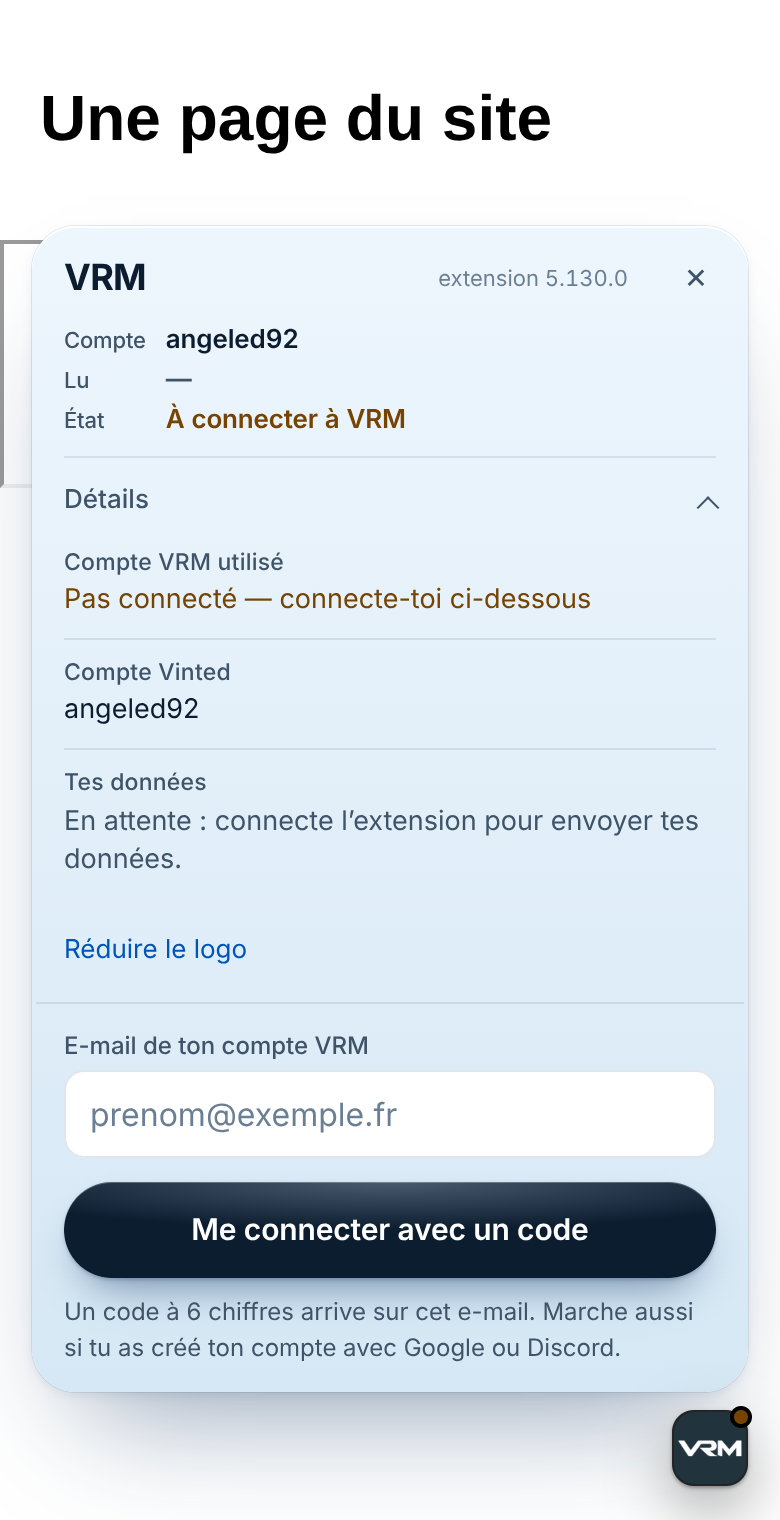 Une page du site
VRM
extension 5.130.0
✕
Compte angeled92
Lu —
État À connecter à VRM
Détails
Compte VRM utilisé
Pas connecté — connecte-toi ci-dessous
Compte Vinted
angeled92
Tes données
En attente : connecte l’extension pour envoyer tes
données.
Réduire le logo
E-mail de ton compte VRM
prenom@exemple.fr
Me connecter avec un code
Un code à 6 chiffres arrive sur cet e-mail. Marche aussi
si tu as créé ton compte avec Google ou Discord.
VRM